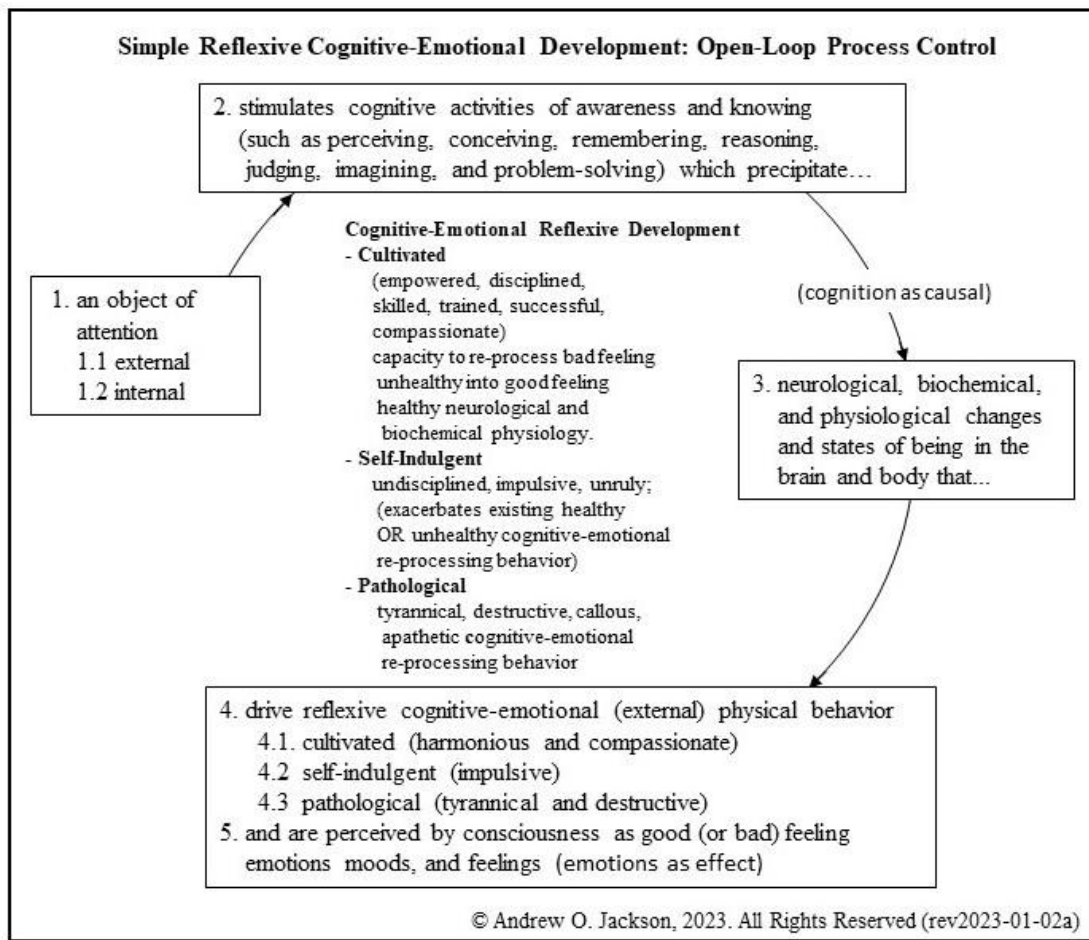 Simple Reflexive Cognitive-Emotional Development: Open-Loop Process Control
2. stimulates cognitive activities of awareness and knowing
(such as perceiving, conceiving, remembering, reasoning,
judging, imagining, and problem-solving) which precipitate…
1. an object of
attention
1.1 external
1.2 internal
Cognitive-Emotional Reflexive Development
- Cultivated
(empowered, disciplined,
skilled, trained, successful,
compassionate)
capacity to re-process bad feeling
unhealthy into good feeling
healthy neurological and
biochemical physiology.
- Self-Indulgent
undisciplined, impulsive, unruly;
(exacerbates existing healthy
OR unhealthy cognitive-emotional
re-processing behavior)
- Pathological
tyrannical, destructive, callous,
apathetic cognitive-emotional
re-processing behavior
(cognition as causal)
3. neurological, biochemical,
and physiological changes
and states of being in the
brain and body that...
4. drive reflexive cognitive-emotional (external) physical behavior
4.1. cultivated (harmonious and compassionate)
4.2 self-indulgent (impulsive)
4.3 pathological (tyrannical and destructive)
5. and are perceived by consciousness as good (or bad) feeling
emotions moods, and feelings (emotions as effect)
© Andrew O. Jackson, 2023. All Rights Reserved (rev2023-01-02a)